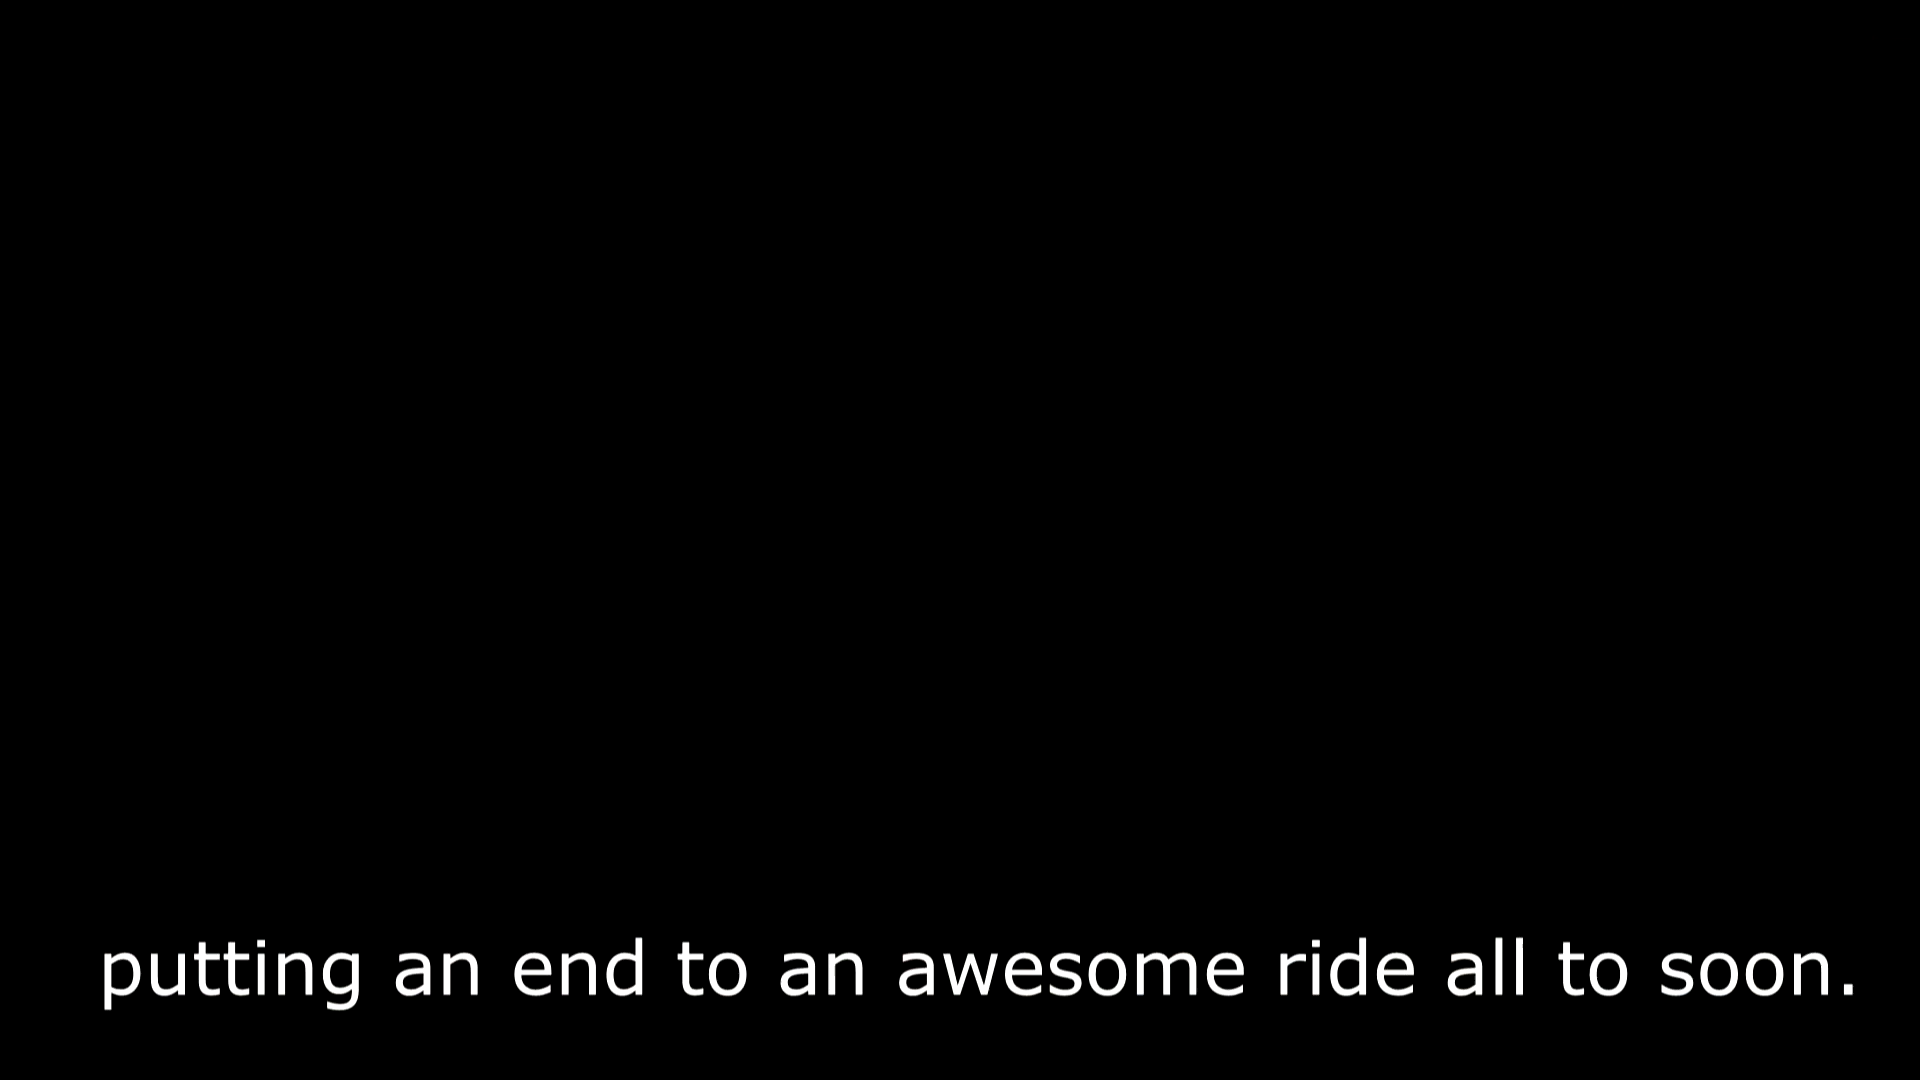 putting an end to an awesome ride all to soon.